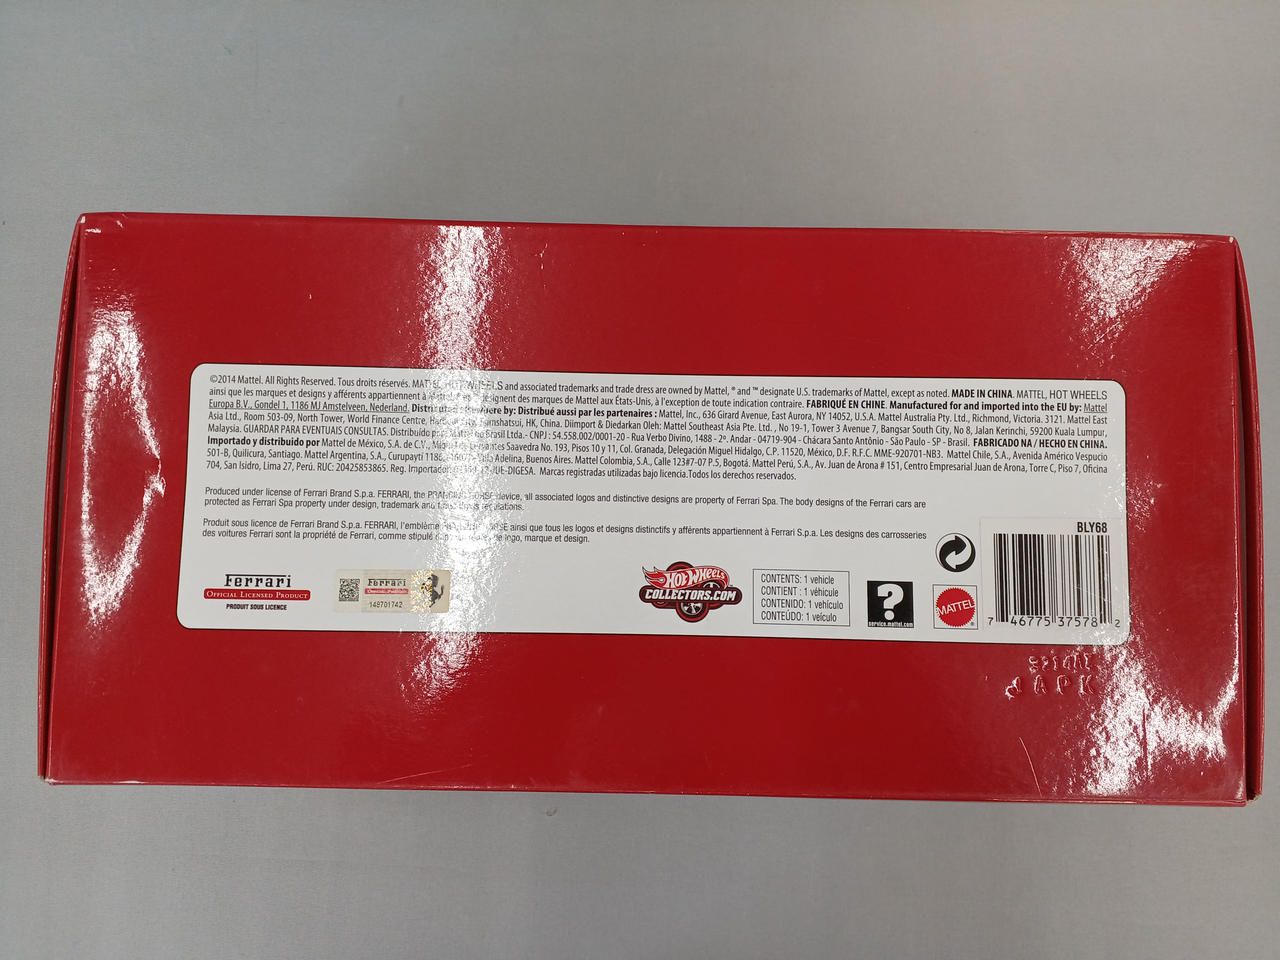 ©2014 Mattel. All Rights Reserved. Tous droits réservés. MATTEL, HOT WHEELS and associated trademarks and trade dress are owned by Mattel, ® and ™ designate U.S. trademarks of Mattel, except as noted. MADE IN CHINA. MATTEL, HOT WHEELS
ainsi que les marques et designs y afférents appartiennent à Mattel. ® et ™ désignent des marques de Mattel aux États-Unis, à l'exception de toute indication contraire. FABRIQUÉ EN CHINE. Manufactured for and imported into the EU by: Mattel
Europa B.V., Gondel 1, 1186 MJ Amstelveen, Nederland. Distributed elsewhere by: Distribué aussi par les partenaires : Mattel, Inc., 636 Girard Avenue, East Aurora, NY 14052, U.S.A. Mattel Australia Pty. Ltd., Richmond, Victoria. 3121. Mattel East
Asia Ltd., Room 503-09, North Tower, World Finance Centre, Harbour City, Tsimshatsui, HK, China. Diimport & Diedarkan Oleh: Mattel Southeast Asia Pte. Ltd. , No 19-1, Tower 3 Avenue 7, Bangsar South City, No 8, Jalan Kerinchi, 59200 Kuala Lumpur,
Malaysia. GUARDAR PARA EVENTUAIS CONSULTAS. Distribuído por: Mattel do Brasil Ltda.- CNPJ : 54.558.002/0001-20 - Rua Verbo Divino, 1488 - 2º. Andar - 04719-904 - Chácara Santo Antônio - São Paulo - SP - Brasil. FABRICADO NA / HECHO EN CHINA.
Importado y distribuido por Mattel de México, S.A. de C.V., Miguel de Cervantes Saavedra No. 193, Pisos 10 y 11, Col. Granada, Delegación Miguel Hidalgo, C.P. 11520, México, D.F. R.F.C. MME-920701-NB3. Mattel Chile, S.A., Avenida Américo Vespucio
501-B, Quilicura, Santiago. Mattel Argentina, S.A., Curupaytí 1186, Villa Adelina, Buenos Aires. Mattel Colombia, S.A., Calle 123#7-07 P.5, Bogotá. Mattel Perú, S.A., Av. Juan de Arona # 151, Centro Empresarial Juan de Arona, Torre C, Piso 7, Oficina
704, San Isidro, Lima 27, Perú. RUC: 20425853865. Reg. Importador: Marcas registradas utilizadas bajo licencia.Todos los derechos reservados.
Produced under license of Ferrari Brand S.p.a. FERRARI, the PRANCING HORSE device, all associated logos and distinctive designs are property of Ferrari Spa. The body designs of the Ferrari cars are
protected as Ferrari Spa property under design, trademark and trade dress regulations.
Produit sous licence de Ferrari Brand S.p.a. FERRARI, l'emblème ainsi que tous les logos et designs distinctifs y afférents appartiennent à Ferrari S.p.a. Les designs des carrosseries
des voitures Ferrari sont la propriété de Ferrari, comme stipulé logo, marque et design.
BLY68
Ferrari
OFFICIAL LICENSED PRODUCT
PRODUIT SOUS LICENCE
Ferrari
149701742
HOT WHEELS
COLLECTORS.COM
CONTENTS: 1 vehicle
CONTIENT : 1 véhicule
CONTENIDO: 1 vehículo
CONTEÚDO: 1 veículo
?
service.mattel.com
MATTEL
7 46775 37578 2
JAPK